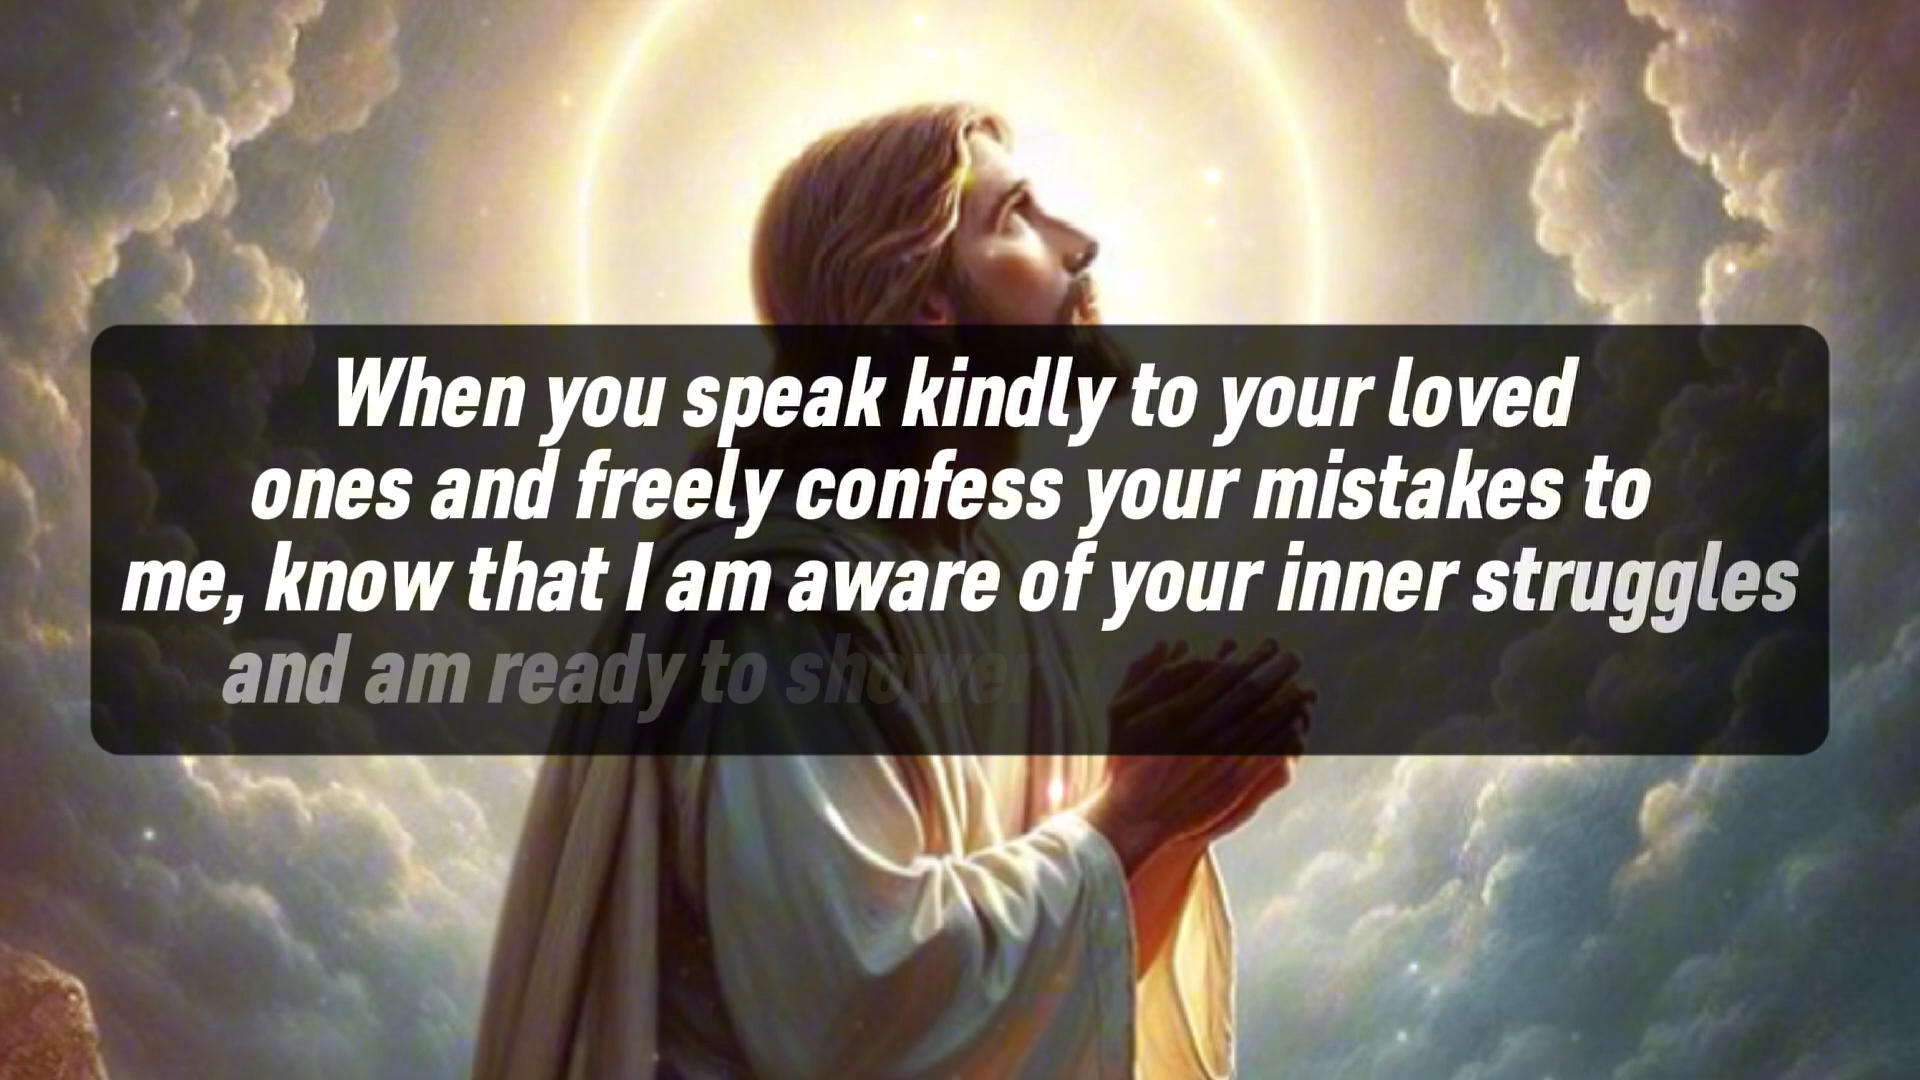 When you speak kindly to your loved
ones and freely confess your mistakes to
me, know that I am aware of your inner struggles
and am ready to shower